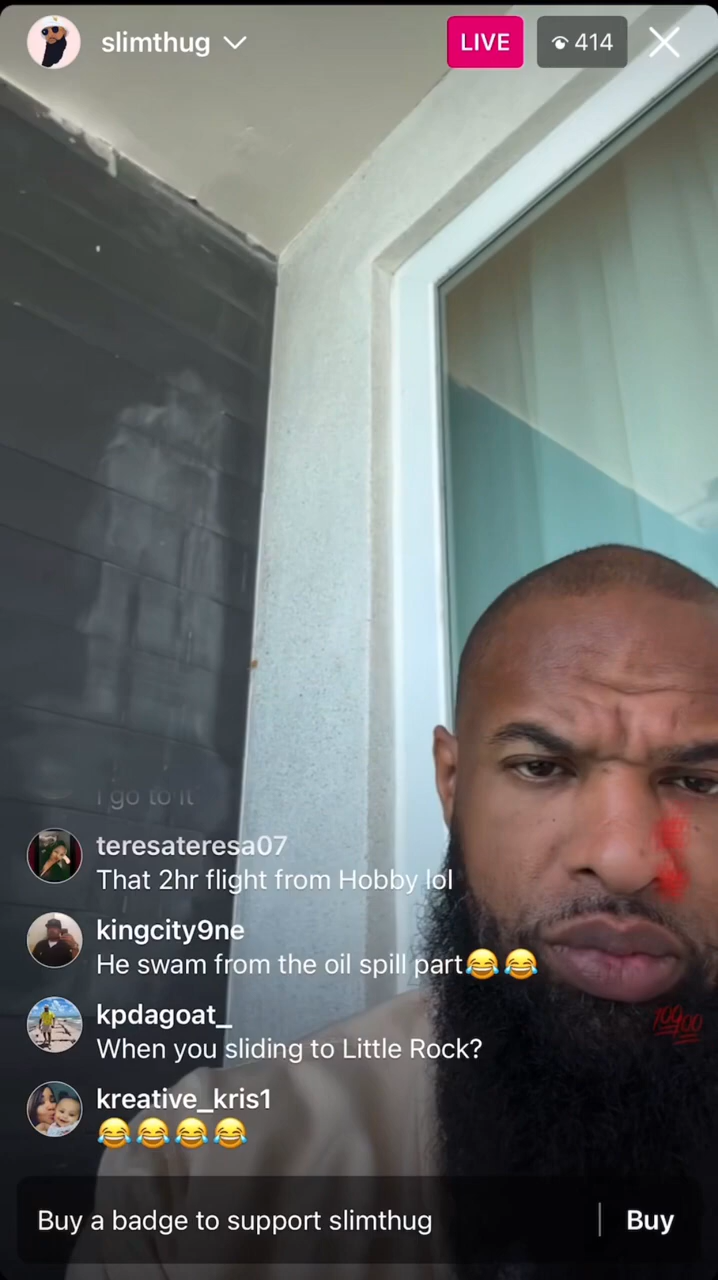 slimthug
LIVE
414
I go to it
teresateresa07
That 2hr flight from Hobby lol
kingcity9ne
He swam from the oil spill part😂😂
kpdagoat_
When you sliding to Little Rock?
kreative_kris1
😂😂😂😂
💯💯
Buy a badge to support slimthug
Buy